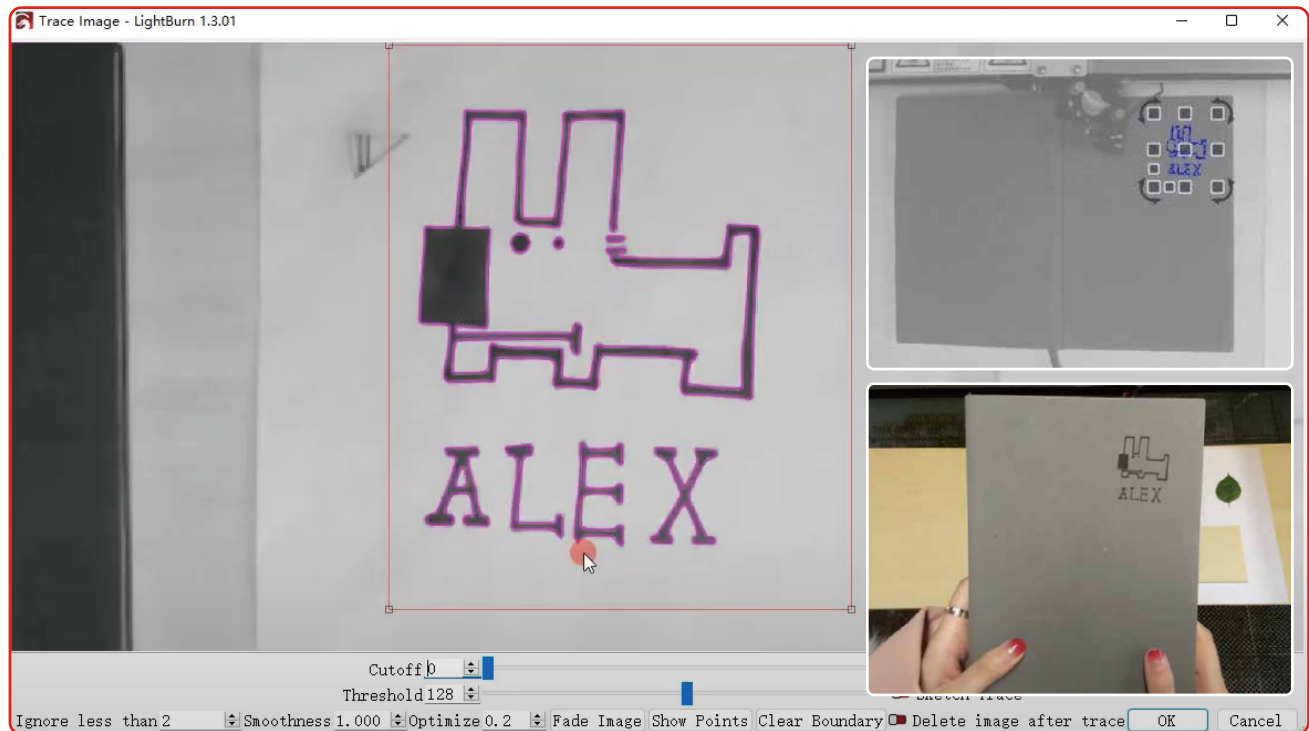 Trace Image - LightBurn 1.3.01
ALEX
ALEX
ALEX
Cutoff 0
Threshold 128
Ignore less than 2 Smoothness 1.000 Optimize 0.2 Fade Image Show Points Clear Boundary Delete image after trace OK Cancel